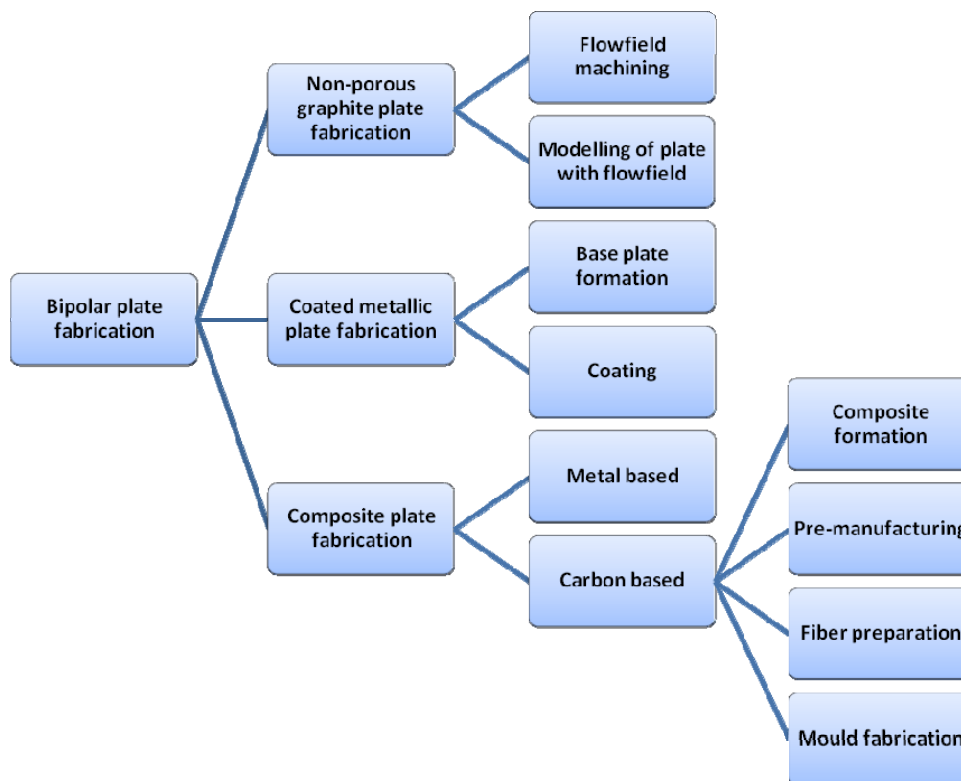 Bipolar plate
fabrication
Non-porous
graphite plate
fabrication
Flowfield
machining
Modelling of plate
with flowfield
Coated metallic
plate fabrication
Base plate
formation
Coating
Composite plate
fabrication
Metal based
Carbon based
Composite
formation
Pre-manufacturing
Fiber preparation
Mould fabrication